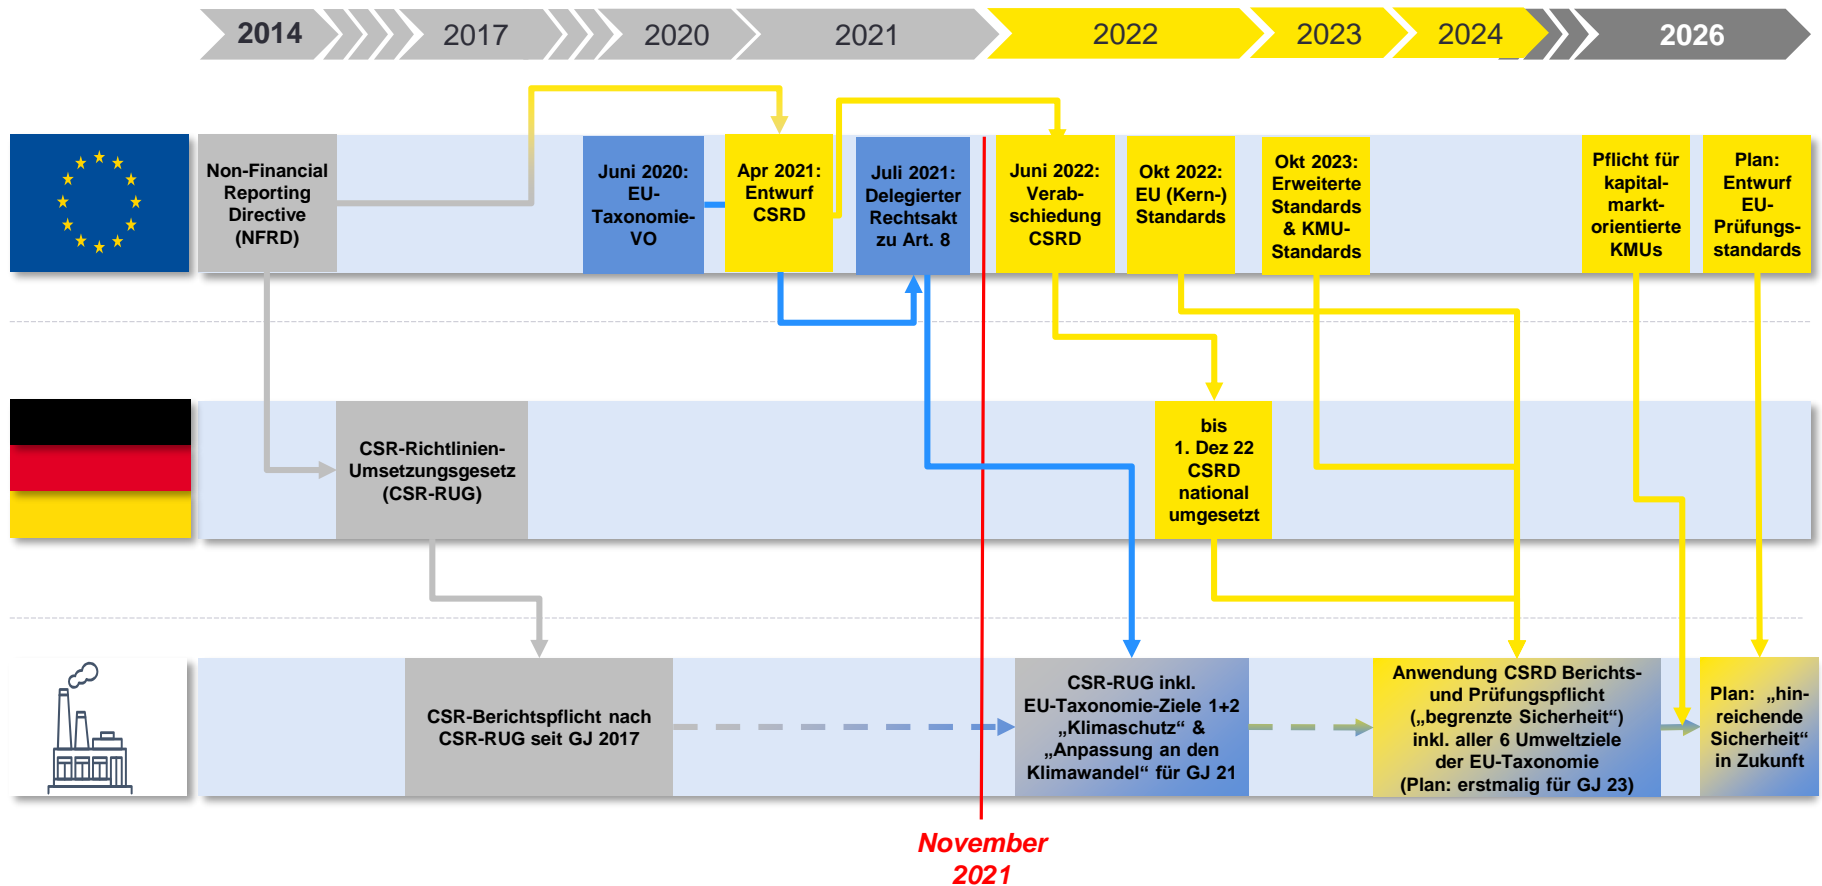 2014
2017
2020
2021
2022
2023
2024
2026
Non-Financial
Reporting
Directive
(NFRD)
Juni 2020:
EU-
Taxonomie-
VO
Apr 2021:
Entwurf
CSRD
Juli 2021:
Delegierter
Rechtsakt
zu Art. 8
Juni 2022:
Verab-
schiedung
CSRD
Okt 2022:
EU (Kern-)
Standards
Okt 2023:
Erweiterte
Standards
& KMU-
Standards
Pflicht für
kapital-
markt-
orientierte
KMUs
Plan:
Entwurf
EU-
Prüfungs-
standards
CSR-Richtlinien-
Umsetzungsgesetz
(CSR-RUG)
bis
1. Dez 22
CSRD
national
umgesetzt
CSR-Berichtspflicht nach
CSR-RUG seit GJ 2017
CSR-RUG inkl.
EU-Taxonomie-Ziele 1+2
„Klimaschutz“ &
„Anpassung an den
Klimawandel“ für GJ 21
Anwendung CSRD Berichts-
und Prüfungspflicht
(„begrenzte Sicherheit“)
inkl. aller 6 Umweltziele
der EU-Taxonomie
(Plan: erstmalig für GJ 23)
Plan: „hin-
reichende
Sicherheit“
in Zukunft
November
2021